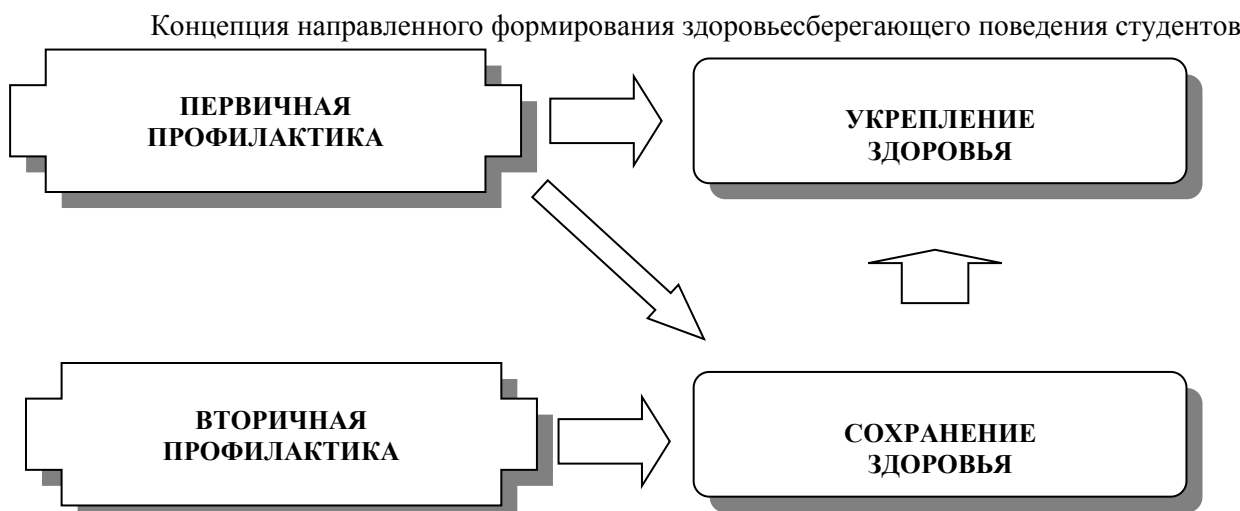 Концепция направленного формирования здоровьесберегающего поведения студентов
ПЕРВИЧНАЯ
ПРОФИЛАКТИКА
УКРЕПЛЕНИЕ
ЗДОРОВЬЯ
ВТОРИЧНАЯ
ПРОФИЛАКТИКА
СОХРАНЕНИЕ
ЗДОРОВЬЯ